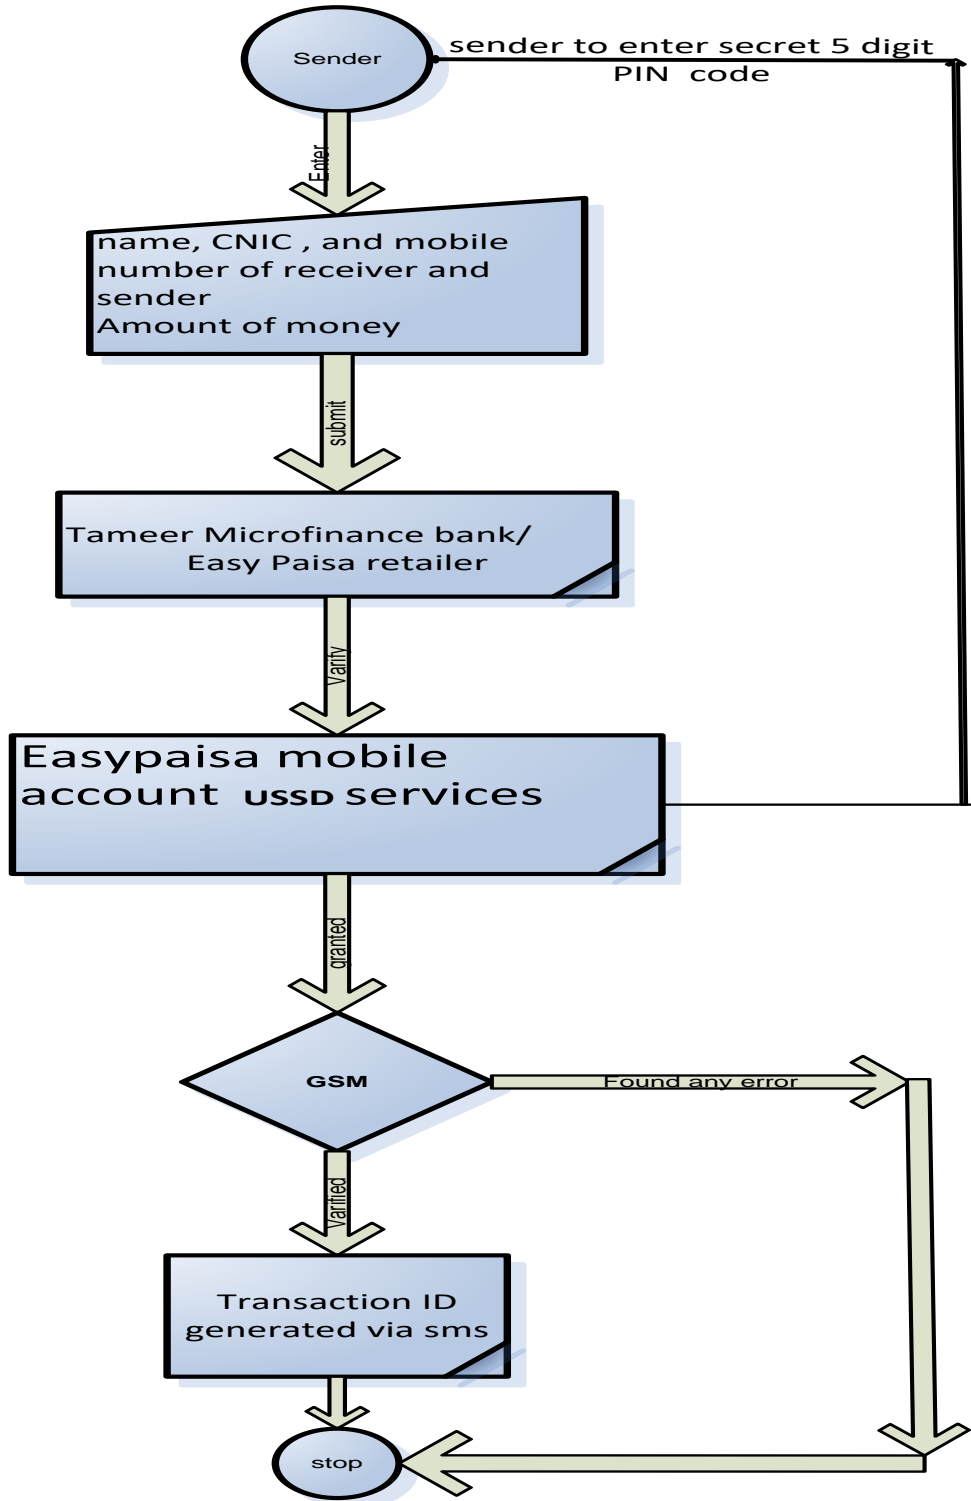 Sender
sender to enter secret 5 digit
PIN  code
Enter
name, CNIC , and mobile
number of receiver and
sender
Amount of money
submit
Tameer Microfinance bank/
Easy Paisa retailer
Varify
Easypaisa mobile
account  USSD services
granted
GSM
Found any error
Varified
Transaction ID
generated via sms
stop